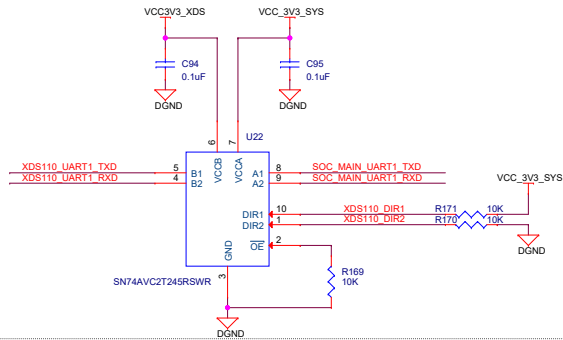 VCC3V3_XDS
VCC_3V3_SYS
C94
0.1uF
C95
0.1uF
DGND
DGND
U22
6
7
VCCB
VCCA
XDS110_UART1_TXD
5
B1
A1
8
SOC_MAIN_UART1_TXD
XDS110_UART1_RXD
4
B2
A2
9
SOC_MAIN_UART1_RXD
VCC_3V3_SYS
DIR1
10
XDS110_DIR1
R171
10K
DIR2
1
XDS110_DIR2
R170
10K
OE
2
GND
3
DGND
R169
10K
SN74AVC2T245RSWR
DGND